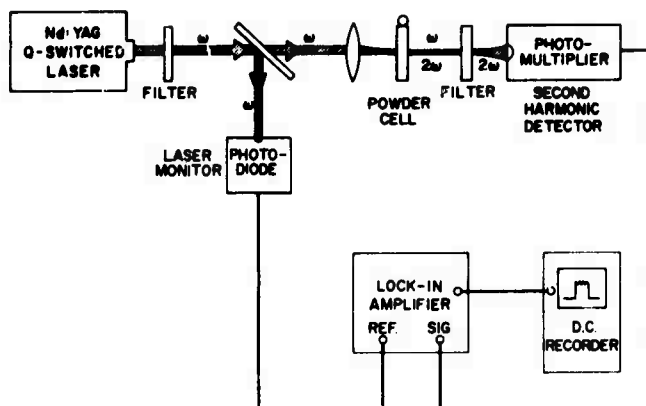 Nd:YAG
Q-SWITCHED
LASER
FILTER
ω
ω
ω
LASER
MONITOR
PHOTO-
DIODE
ω
2ω
POWDER
CELL
FILTER
2ω
PHOTO-
MULTIPLIER
SECOND
HARMONIC
DETECTOR
LOCK-IN
AMPLIFIER
REF. SIG
D.C.
RECORDER